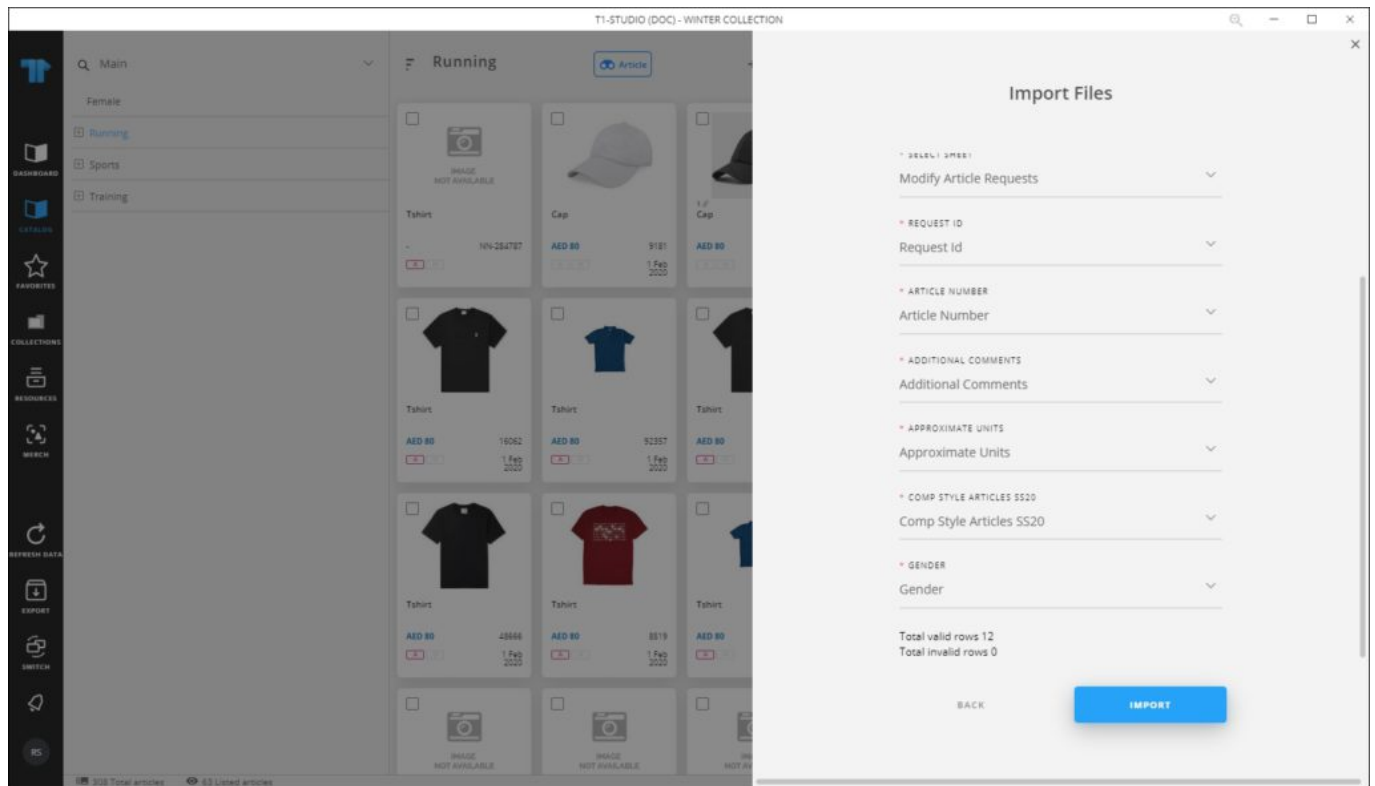 T1-STUDIO (DOC) - WINTER COLLECTION
Main
Female
Running
Sports
Training
DASHBOARD
CATALOG
FAVORITES
COLLECTIONS
RESOURCES
MERCH
REFRESH DATA
EXPORT
SWITCH
RS
Running
Article
IMAGE
NOT AVAILABLE
Tshirt
- NN-284787
Cap
AED 80 9181
1 Feb
2020
Cap
AED 80
Tshirt
AED 80 16062
1 Feb
2020
Tshirt
AED 80 92357
1 Feb
2020
Tshirt
AED 80
Tshirt
AED 80
1 Feb
2020
Tshirt
AED 80 8819
1 Feb
2020
Tshirt
AED 80
IMAGE
NOT AVAILABLE
IMAGE
NOT AVAILABLE
Total articles
63 Listed articles
Import Files
* SELECT SHEET
Modify Article Requests
* REQUEST ID
Request Id
* ARTICLE NUMBER
Article Number
* ADDITIONAL COMMENTS
Additional Comments
* APPROXIMATE UNITS
Approximate Units
* COMP STYLE ARTICLES SS20
Comp Style Articles SS20
* GENDER
Gender
Total valid rows 12
Total invalid rows 0
BACK
IMPORT